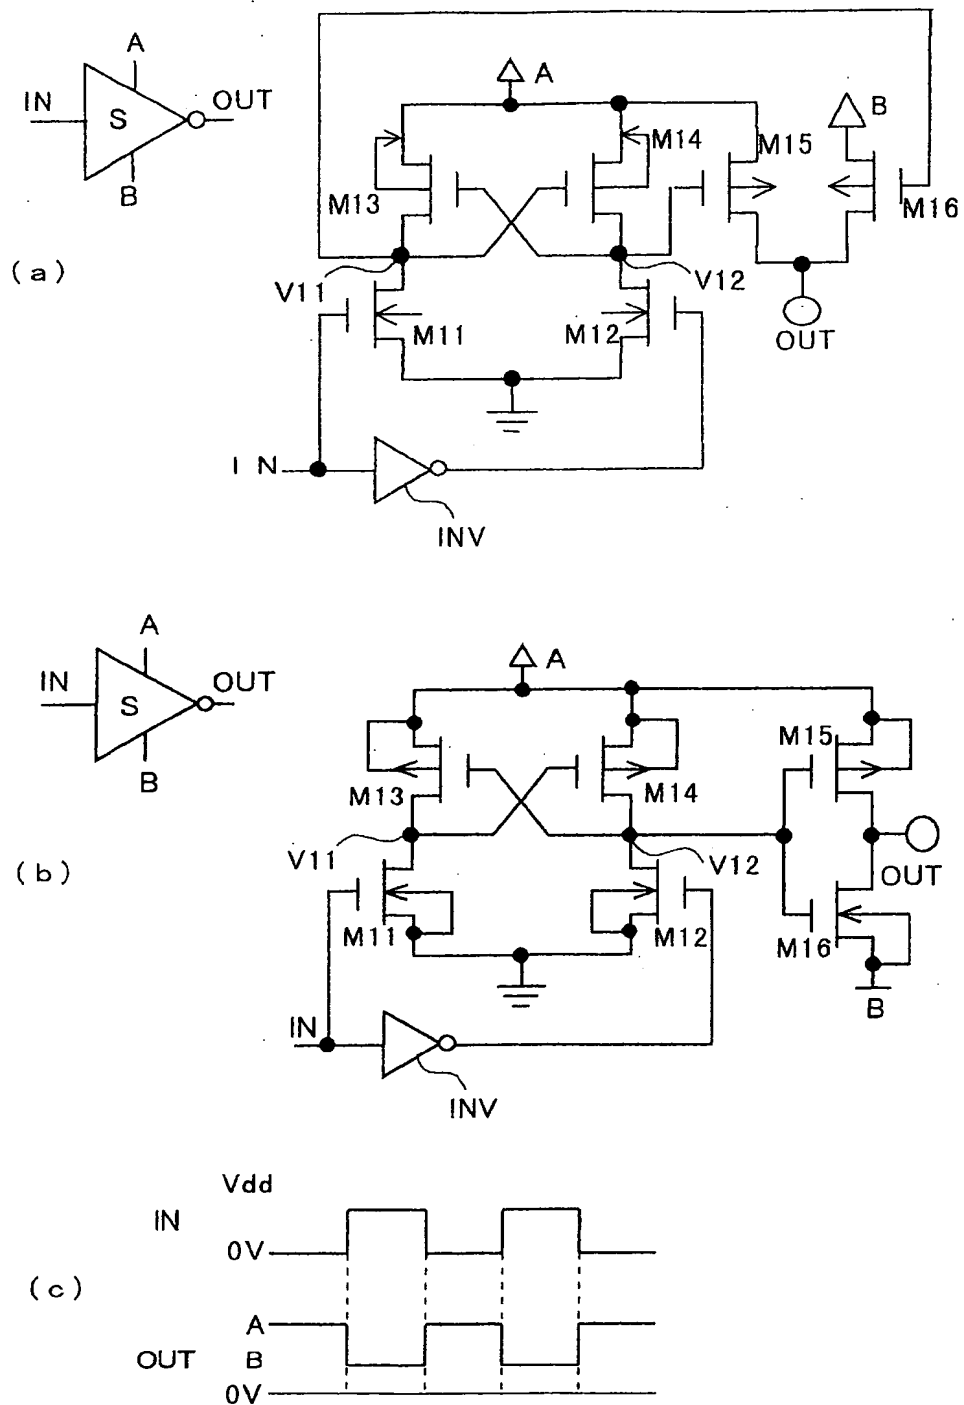 A
IN
S
OUT
B
(a)
A
B
M14
M15
M13
M16
V11
V12
M11
M12
OUT
IN
INV
A
IN
S
OUT
B
(b)
A
M15
M13
M14
V11
V12
OUT
M11
M12
M16
B
IN
INV
(c)
Vdd
IN
0V
A
OUT B
0V